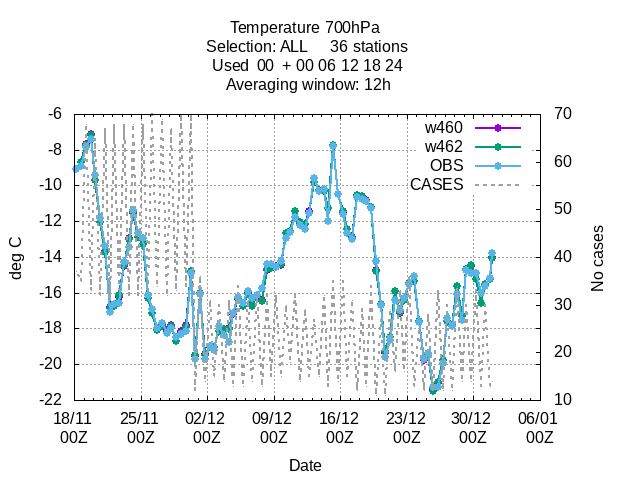 Temperature 700hPa
Selection: ALL 36 stations
Used 00 + 00 06 12 18 24
Averaging window: 12h
w460
w462
OBS
CASES
deg C
-6
-8
-10
-12
-14
-16
-18
-20
-22
No cases
70
60
50
40
30
20
10
18/11 25/11 02/12 09/12 16/12 23/12 30/12 06/01
00Z 00Z 00Z 00Z 00Z 00Z 00Z 00Z
Date